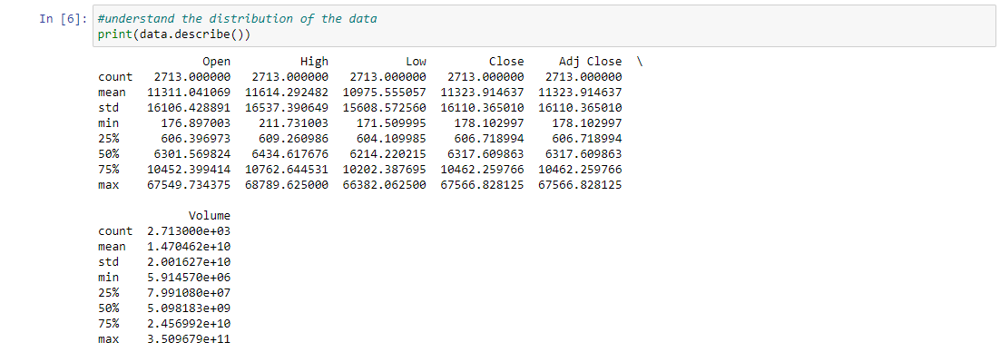 In [6]: #understand the distribution of the data
print(data.describe())
Open High Low Close Adj Close \
count 2713.000000 2713.000000 2713.000000 2713.000000 2713.000000
mean 11311.041069 11614.292482 10975.555057 11323.914637 11323.914637
std 16106.428891 16537.390649 15608.572560 16110.365010 16110.365010
min 176.897003 211.731003 171.509995 178.102997 178.102997
25% 606.396973 609.260986 604.109985 606.718994 606.718994
50% 6301.569824 6434.617676 6214.220215 6317.609863 6317.609863
75% 10452.399414 10762.644531 10202.387695 10462.259766 10462.259766
max 67549.734375 68789.625000 66382.062500 67566.828125 67566.828125
Volume
count 2.713000e+03
mean 1.470462e+10
std 2.001627e+10
min 5.914570e+06
25% 7.991080e+07
50% 5.098183e+09
75% 2.456992e+10
max 3.509679e+11